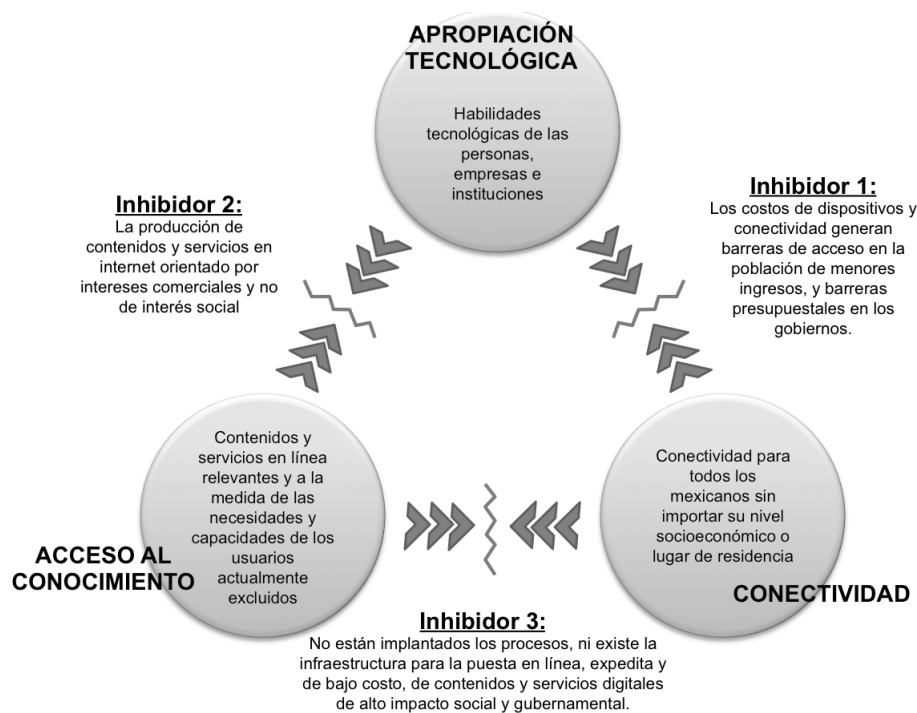 APROPIACIÓN
TECNOLÓGICA
Habilidades
tecnológicas de las
personas,
empresas e
instituciones
Inhibidor 2:
La producción de
contenidos y servicios en
internet orientado por
intereses comerciales y no
de interés social
Inhibidor 1:
Los costos de dispositivos y
conectividad generan
barreras de acceso en la
población de menores
ingresos, y barreras
presupuestales en los
gobiernos.
Contenidos y
servicios en línea
relevantes y a la
medida de las
necesidades y
capacidades de los
usuarios
actualmente
excluidos
ACCESO AL
CONOCIMIENTO
Conectividad para
todos los
mexicanos sin
importar su nivel
socioeconómico o
lugar de residencia
CONECTIVIDAD
Inhibidor 3:
No están implantados los procesos, ni existe la
infraestructura para la puesta en línea, expedita y
de bajo costo, de contenidos y servicios digitales
de alto impacto social y gubernamental.